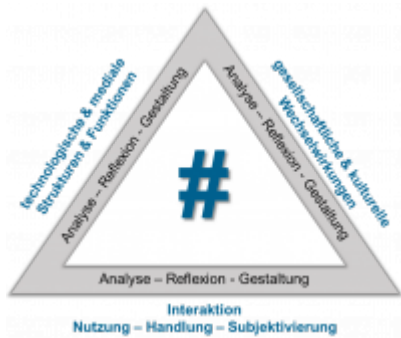 technologische & mediale
Strukturen & Funktionen
Analyse – Reflexion - Gestaltung
gesellschaftliche & kulturelle
Wechselwirkungen
Analyse – Reflexion - Gestaltung
#
Analyse – Reflexion - Gestaltung
Interaktion
Nutzung – Handlung – Subjektivierung